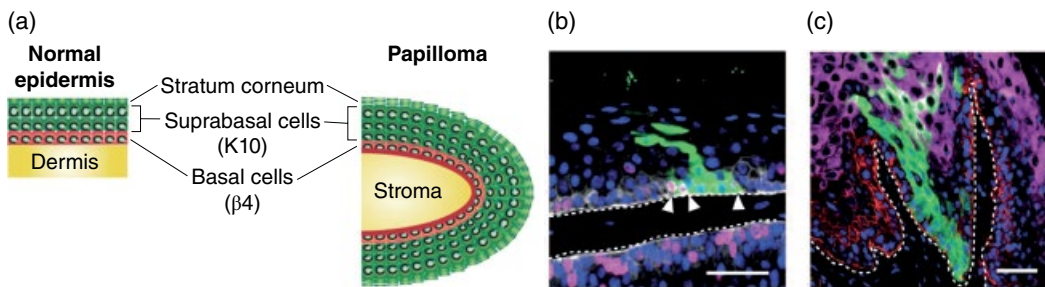 (a)
Normal
epidermis
Papilloma
Stratum corneum
Suprabasal cells
(K10)
Basal cells
(β4)
Dermis
Stroma
(b)
(c)